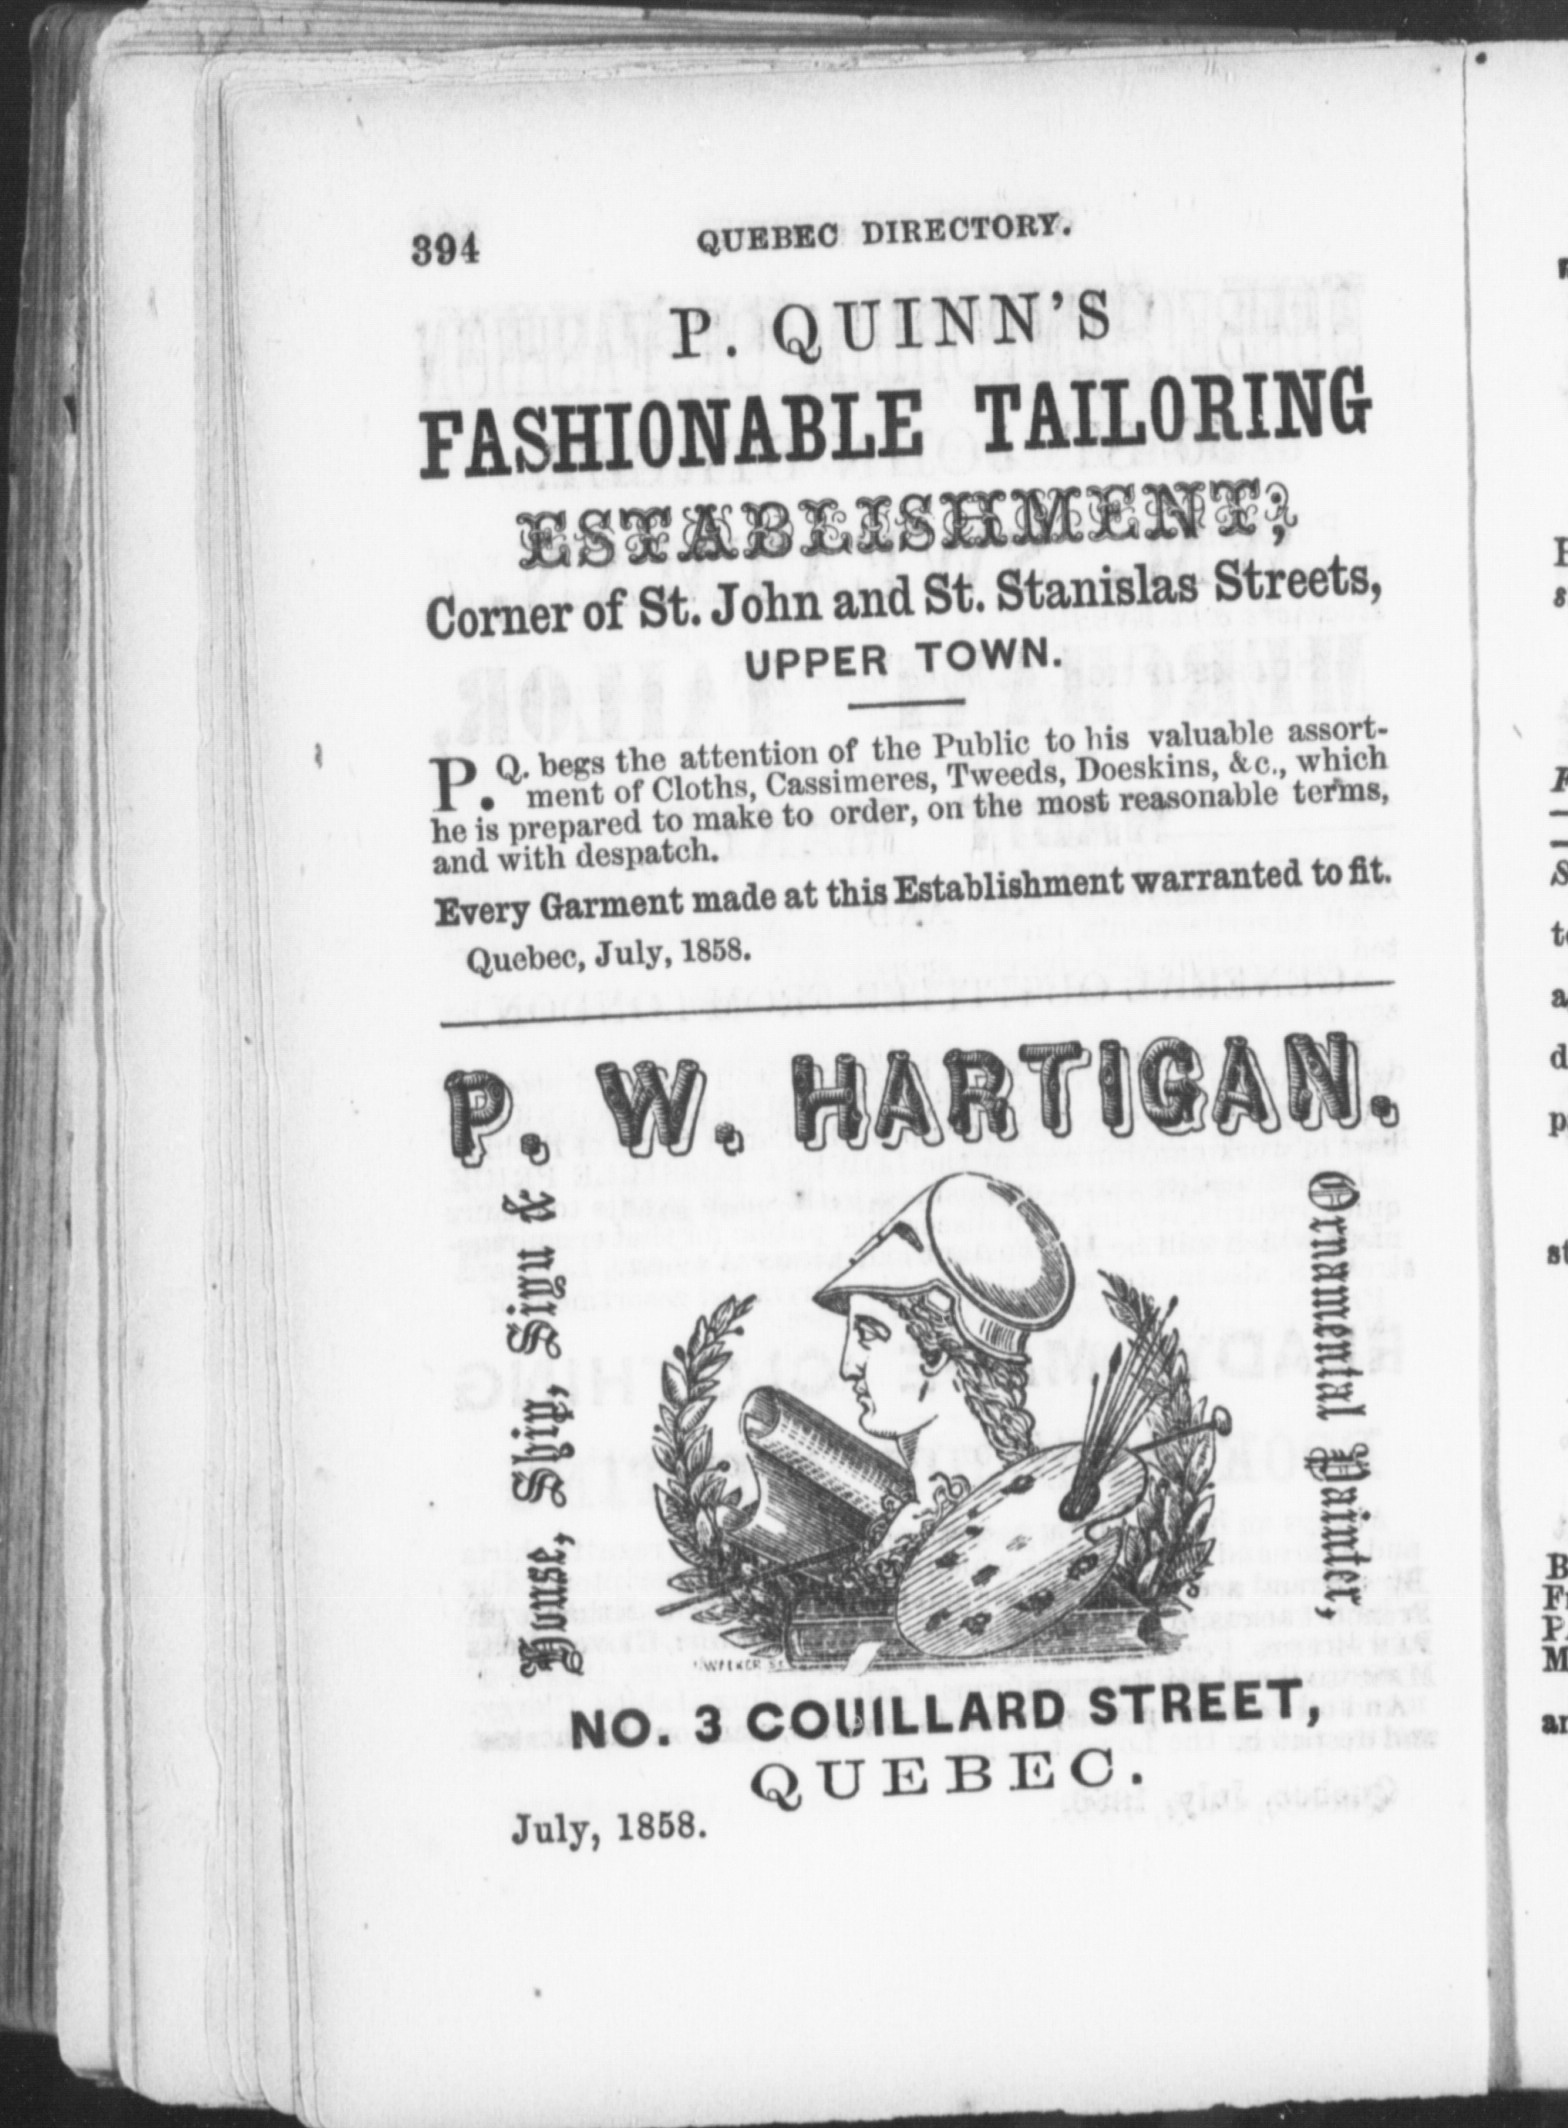 394 QUEBEC DIRECTORY.
P. QUINN'S
FASHIONABLE TAILORING
ESTABLISHMENT;
Corner of St. John and St. Stanislas Streets,
UPPER TOWN.
P. Q. begs the attention of the Public to his valuable assort-
ment of Cloths, Cassimeres, Tweeds, Doeskins, &c., which
he is prepared to make to order, on the most reasonable terms,
and with despatch.
Every Garment made at this Establishment warranted to fit.
Quebec, July, 1858.
P. W. HARTIGAN.
House, Ship, Sign &
Ornamental Painter,
WALKER
NO. 3 COUILLARD STREET,
QUEBEC.
July, 1858.